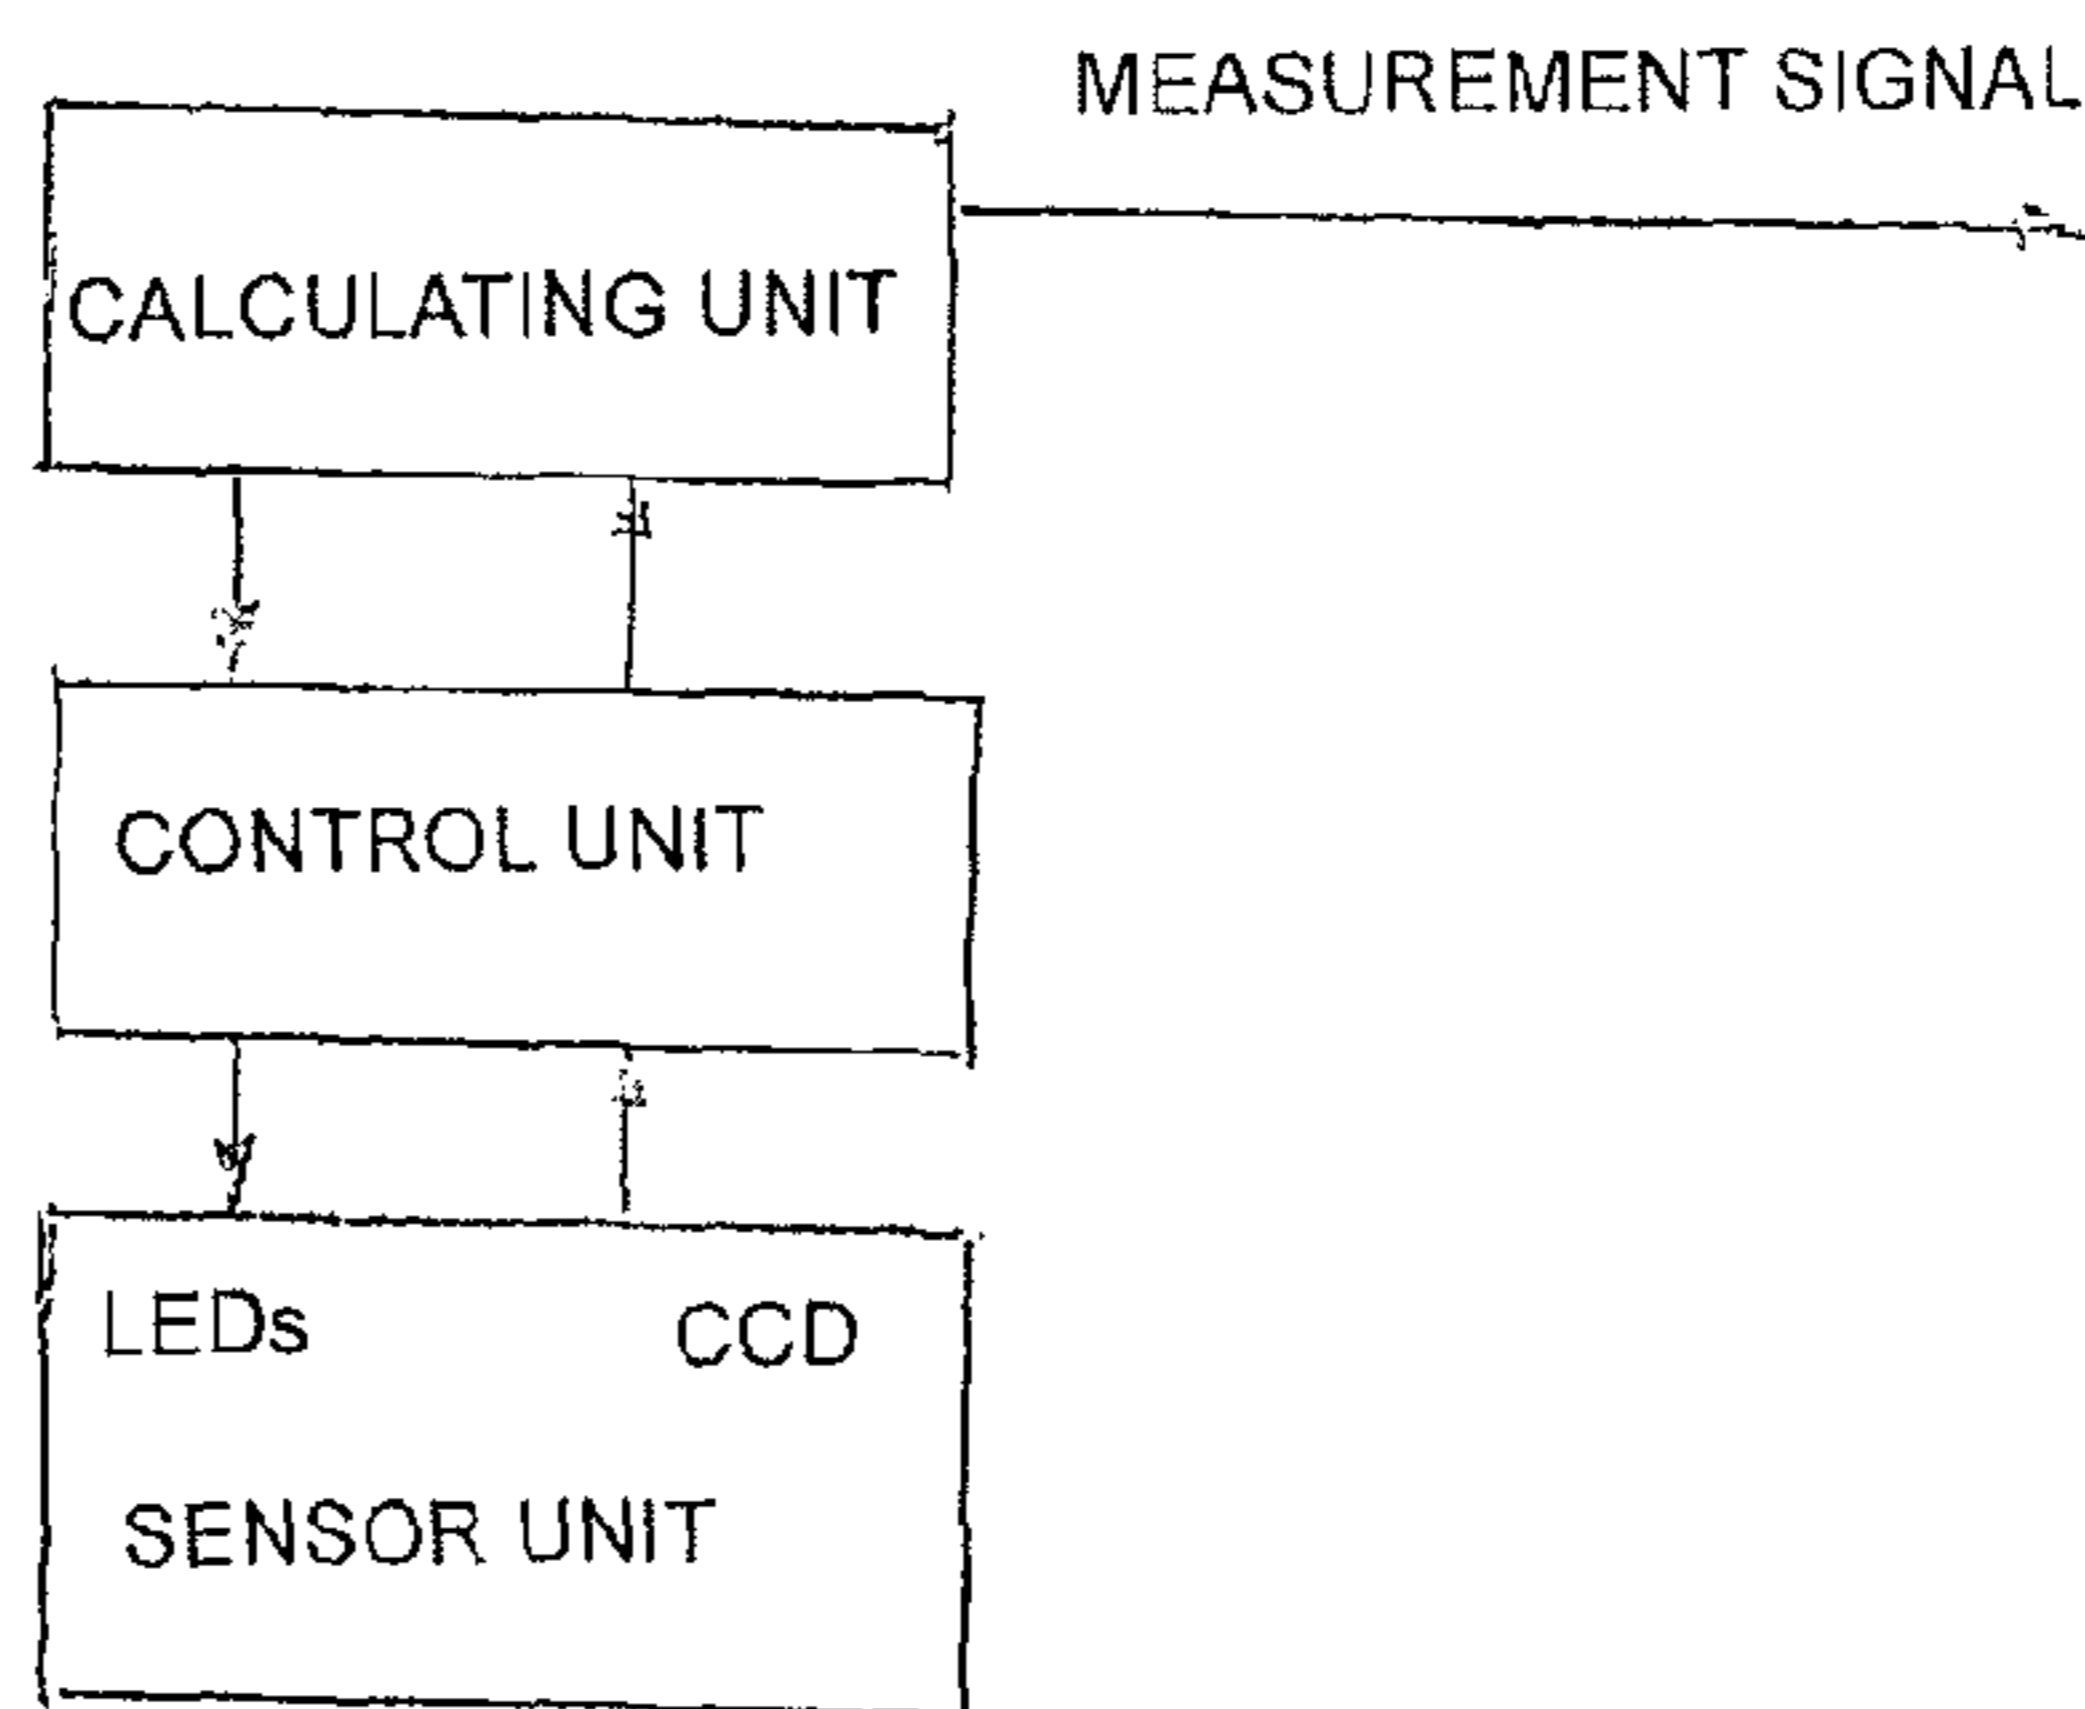 MEASUREMENT SIGNAL
CALCULATING UNIT
CONTROL UNIT
LEDs CCD
SENSOR UNIT